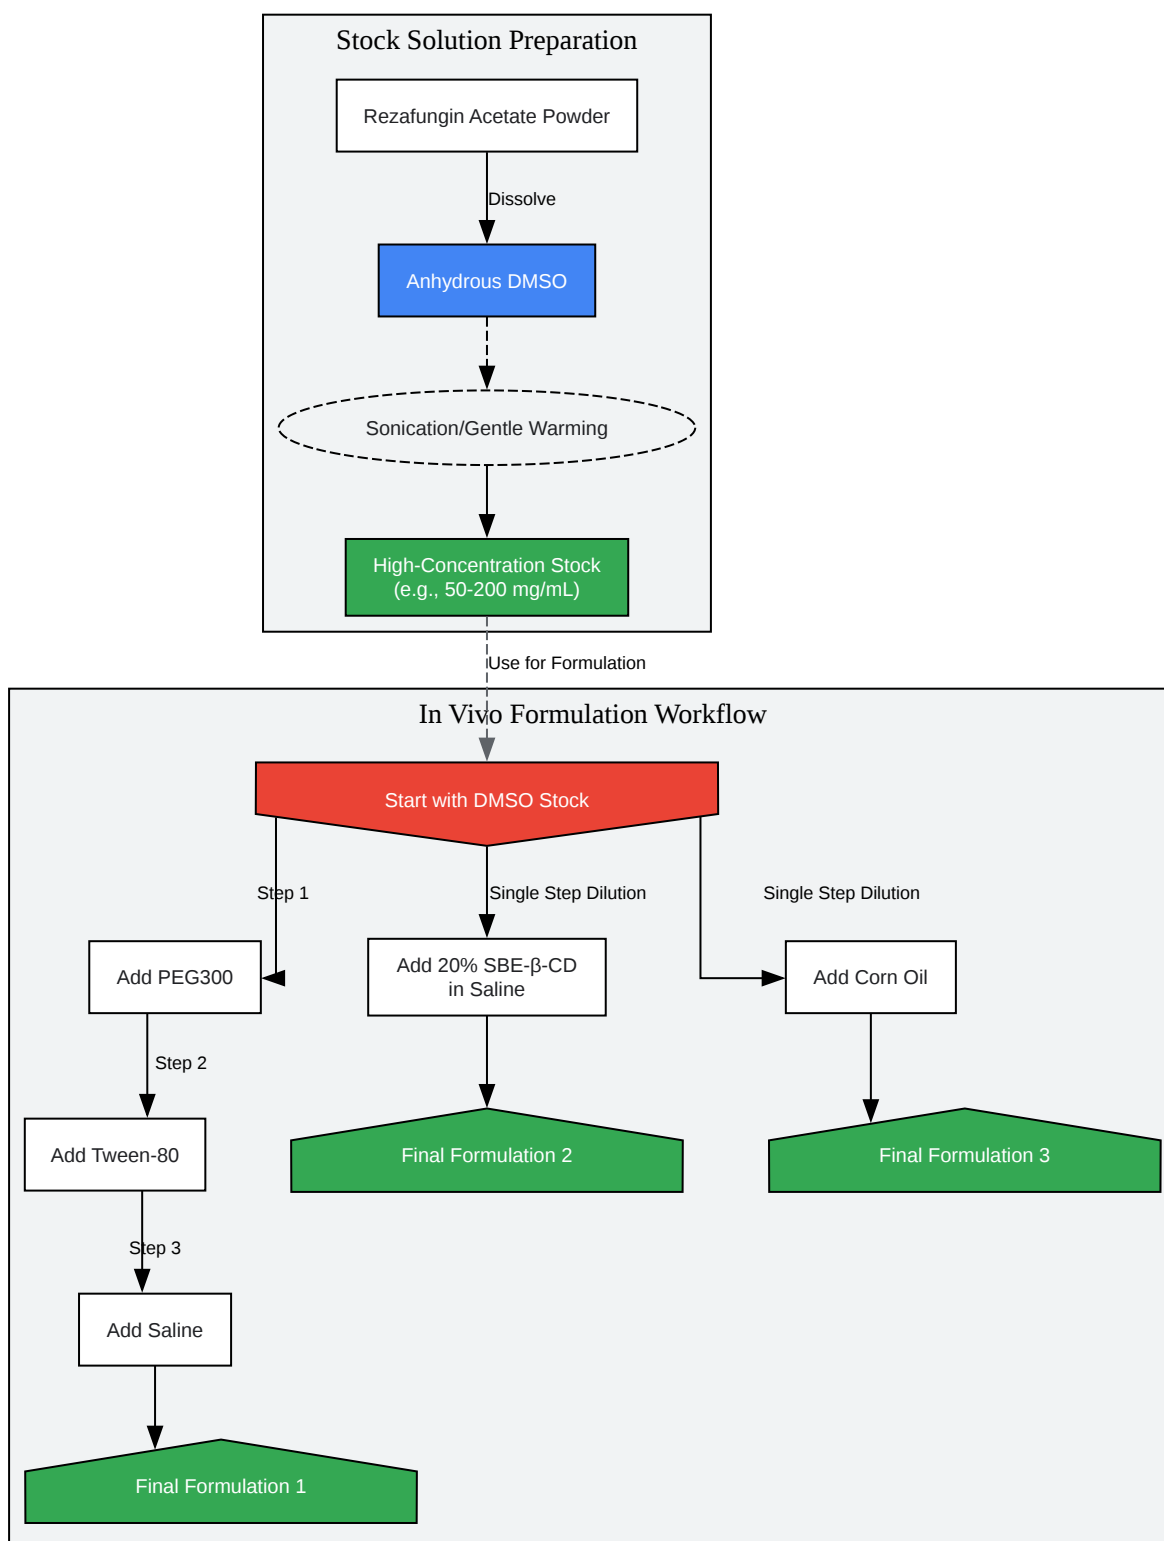 Stock Solution Preparation
Rezafungin Acetate Powder
Dissolve
Anhydrous DMSO
Sonication/Gentle Warming
High-Concentration Stock
(e.g., 50-200 mg/mL)
Use for Formulation
In Vivo Formulation Workflow
Start with DMSO Stock
Step 1
Single Step Dilution
Single Step Dilution
Add PEG300
Add 20% SBE-β-CD
in Saline
Add Corn Oil
Step 2
Add Tween-80
Final Formulation 2
Final Formulation 3
Step 3
Add Saline
Final Formulation 1